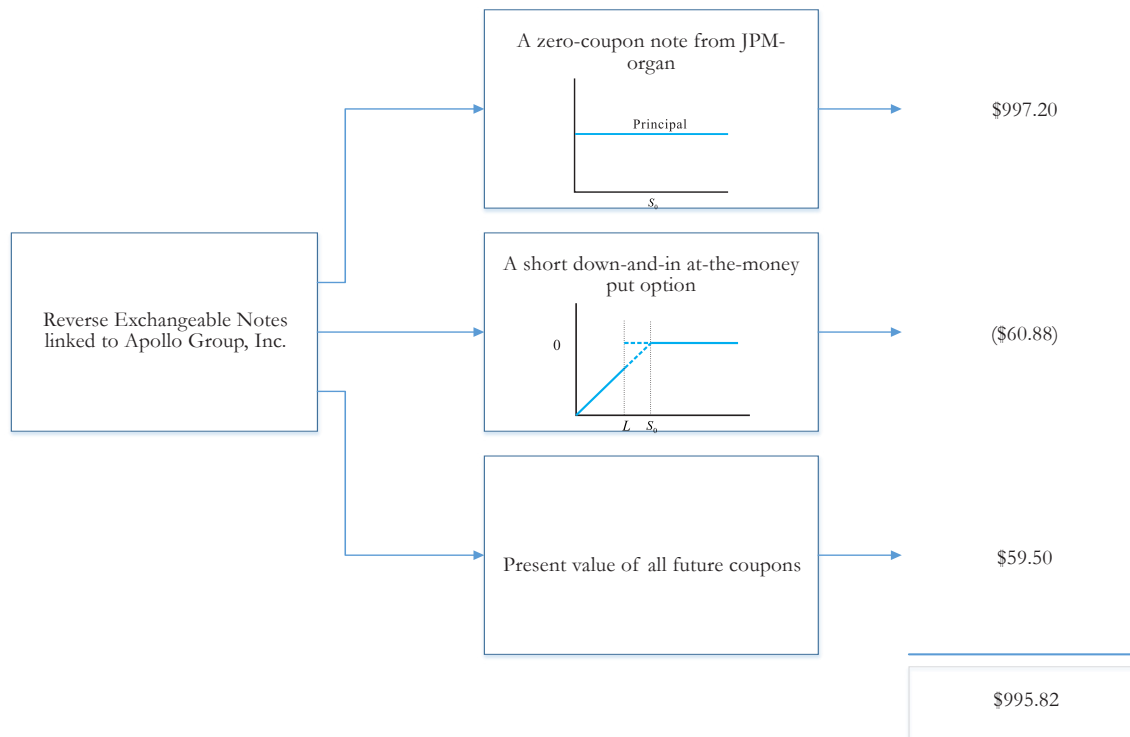 A zero-coupon note from JPM-
organ
Principal
S₀
$997.20
Reverse Exchangeable Notes
linked to Apollo Group, Inc.
A short down-and-in at-the-money
put option
0
L S₀
($60.88)
Present value of all future coupons
$59.50
$995.82